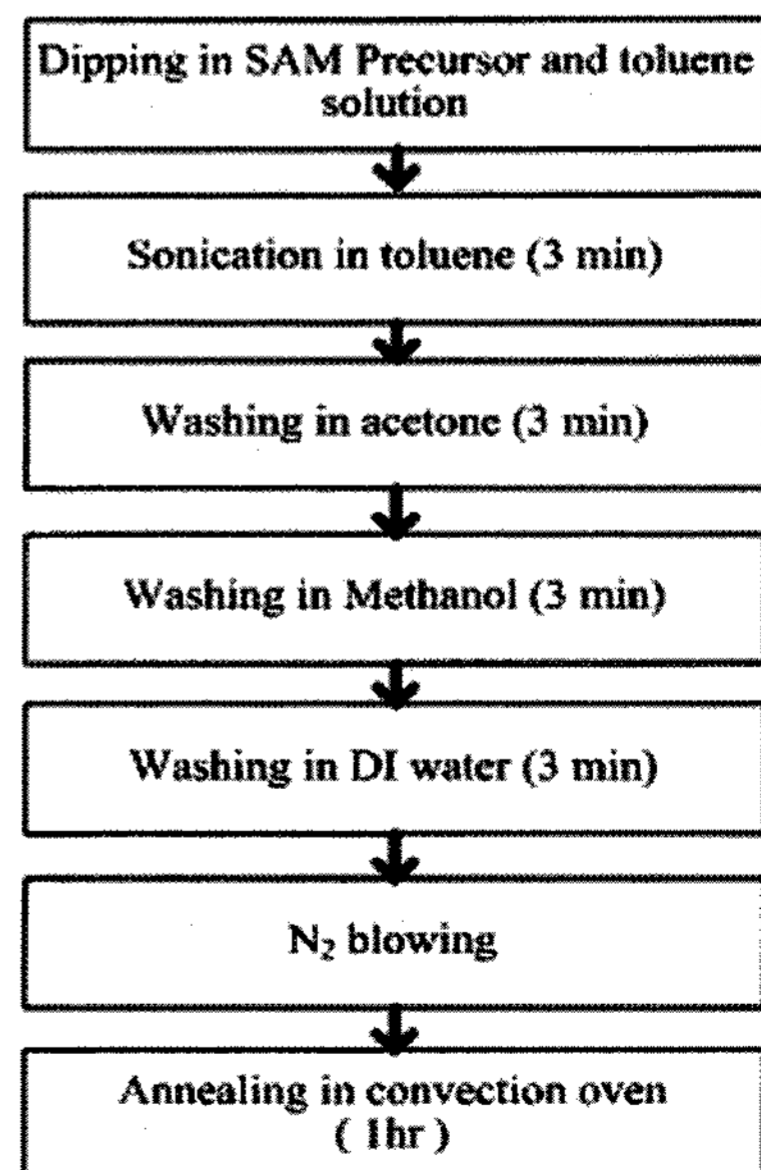 Dipping in SAM Precursor and toluene
solution
Sonication in toluene (3 min)
Washing in acetone (3 min)
Washing in Methanol (3 min)
Washing in DI water (3 min)
N₂ blowing
Annealing in convection oven
( 1hr )